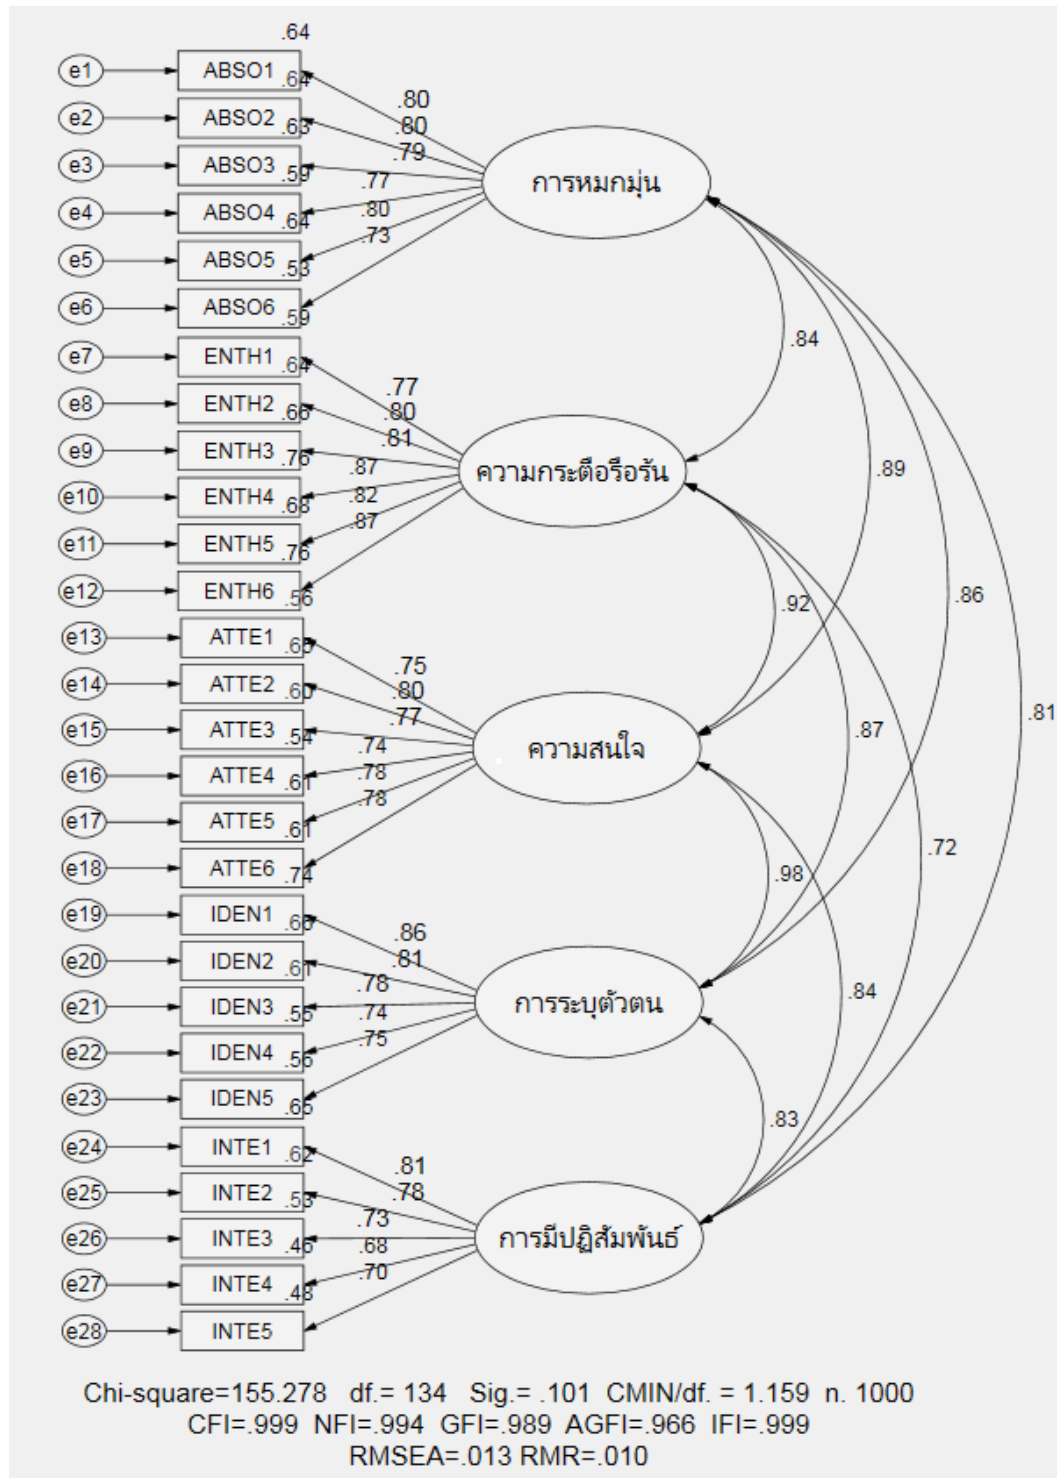 .64
e1 ABSO1 .64
.80
e2 ABSO2 .63
.80
e3 ABSO3 .59
.79
การหมกมุ่น
e4 ABSO4 .64
.77
e5 ABSO5 .53
.80
e6 ABSO6 .59
.73
.84
e7 ENTH1 .64
.77
e8 ENTH2 .66
.80
e9 ENTH3 .76
.81
ความกระตือรือร้น
.89
e10 ENTH4 .68
.87
e11 ENTH5 .76
.82
e12 ENTH6 .56
.87
.92
.86
e13 ATTE1 .65
.75
e14 ATTE2 .60
.80
e15 ATTE3 .54
.77
ความสนใจ
.87
.81
e16 ATTE4 .61
.74
e17 ATTE5 .61
.78
e18 ATTE6 .74
.78
.98
.72
e19 IDEN1 .66
.86
e20 IDEN2 .61
.81
e21 IDEN3 .55
.78
การระบุตัวตน
.84
e22 IDEN4 .56
.74
e23 IDEN5 .65
.75
.83
e24 INTE1 .62
.81
e25 INTE2 .53
.78
e26 INTE3 .46
.73
การมีปฏิสัมพันธ์
e27 INTE4 .48
.68
e28 INTE5
.70
Chi-square=155.278 df.= 134 Sig.= .101 CMIN/df. = 1.159 n. 1000
CFI=.999 NFI=.994 GFI=.989 AGFI=.966 IFI=.999
RMSEA=.013 RMR=.010